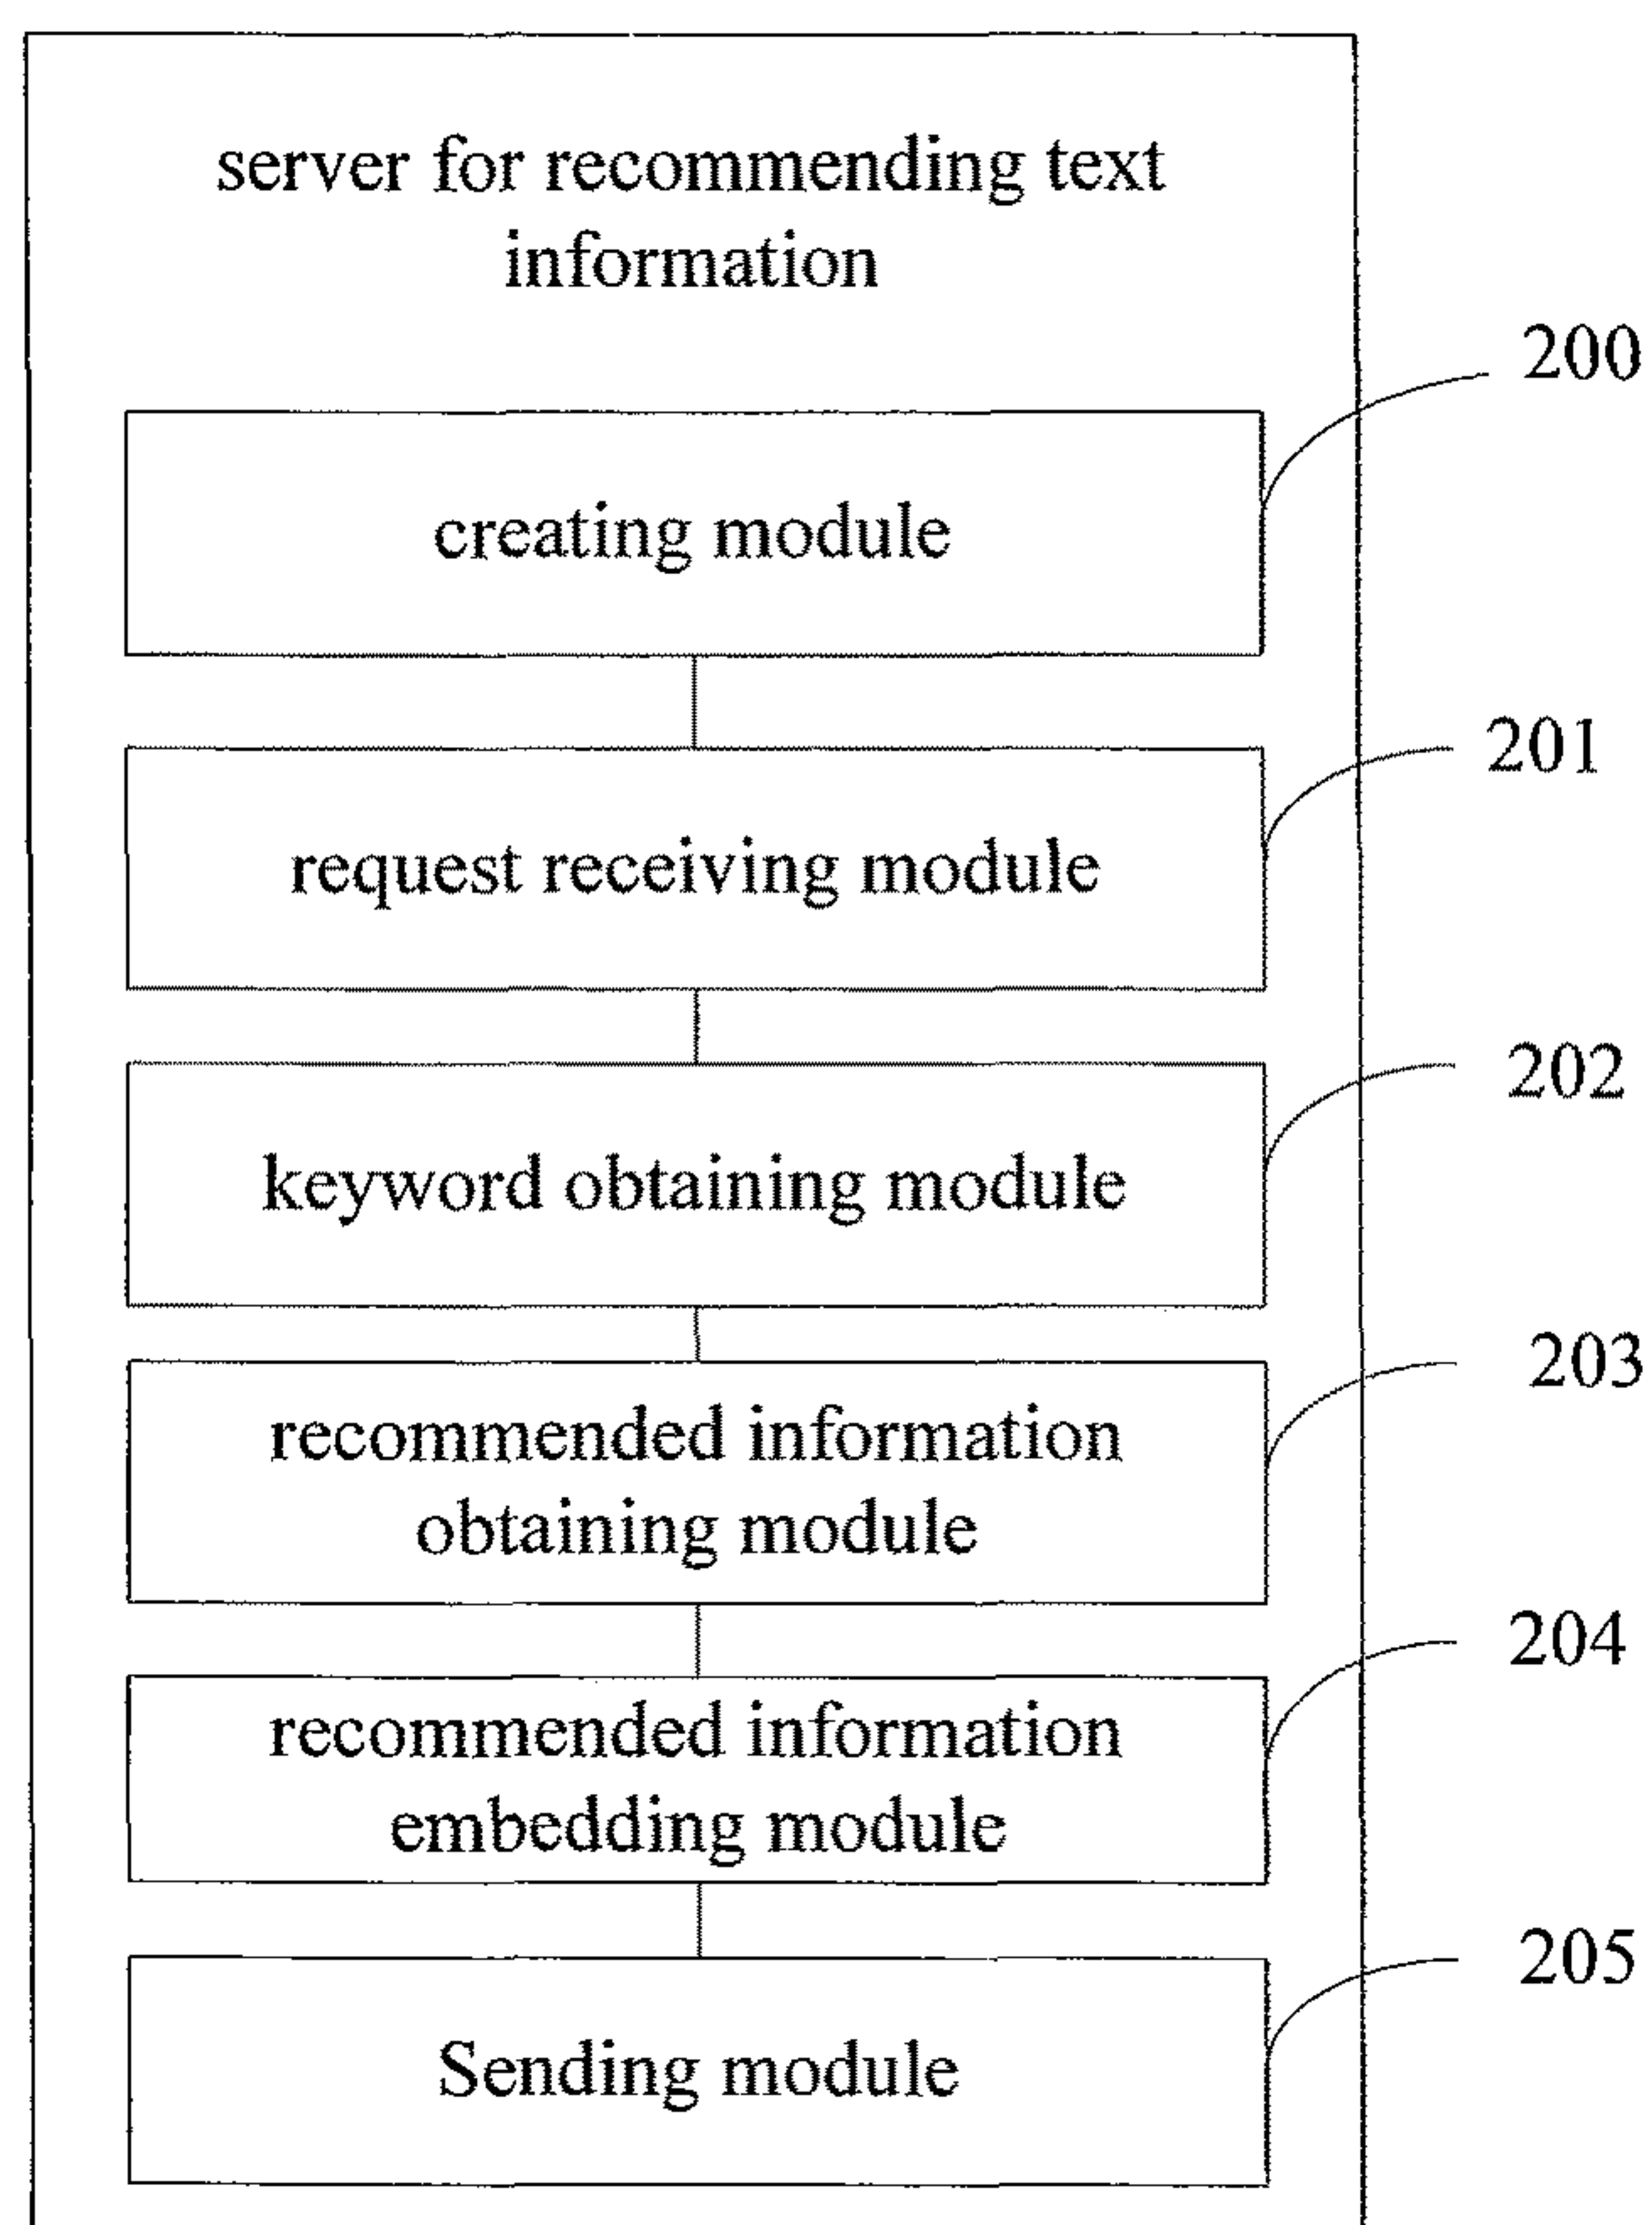 server for recommending text
information
200
creating module
201
request receiving module
202
keyword obtaining module
203
recommended information
obtaining module
204
recommended information
embedding module
205
Sending module